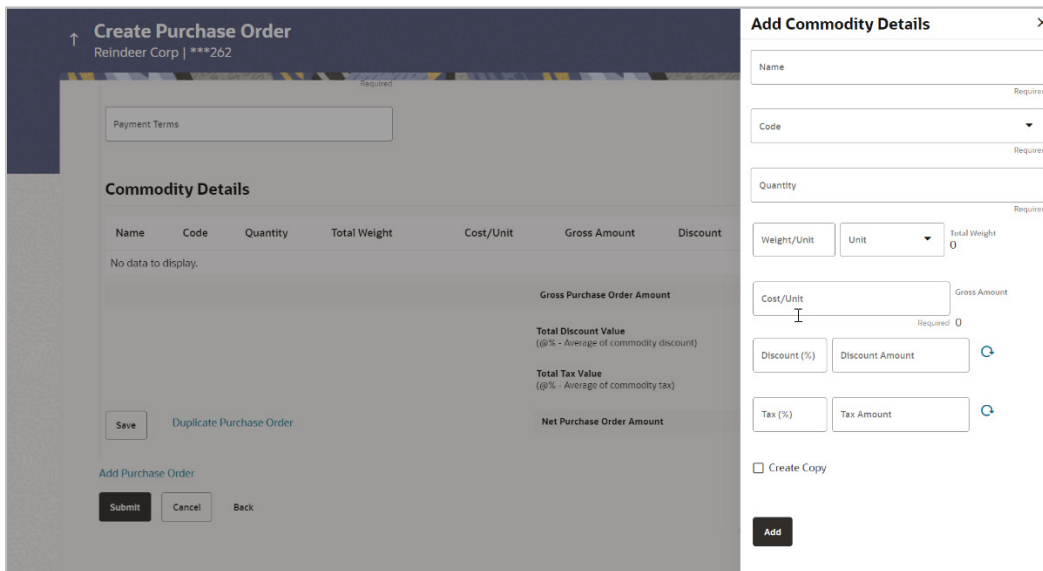 Create Purchase Order
Reindeer Corp | ***262
Required
Payment Terms
Commodity Details
Name Code Quantity Total Weight Cost/Unit Gross Amount Discount
No data to display.
Gross Purchase Order Amount
Total Discount Value
(@% - Average of commodity discount)
Total Tax Value
(@% - Average of commodity tax)
Save Duplicate Purchase Order Net Purchase Order Amount
Add Purchase Order
Submit Cancel Back
Add Commodity Details
Name
Required
Code
Required
Quantity
Required
Weight/Unit Unit Total Weight
0
Cost/Unit Gross Amount
Required 0
Discount (%) Discount Amount
Tax (%) Tax Amount
Create Copy
Add